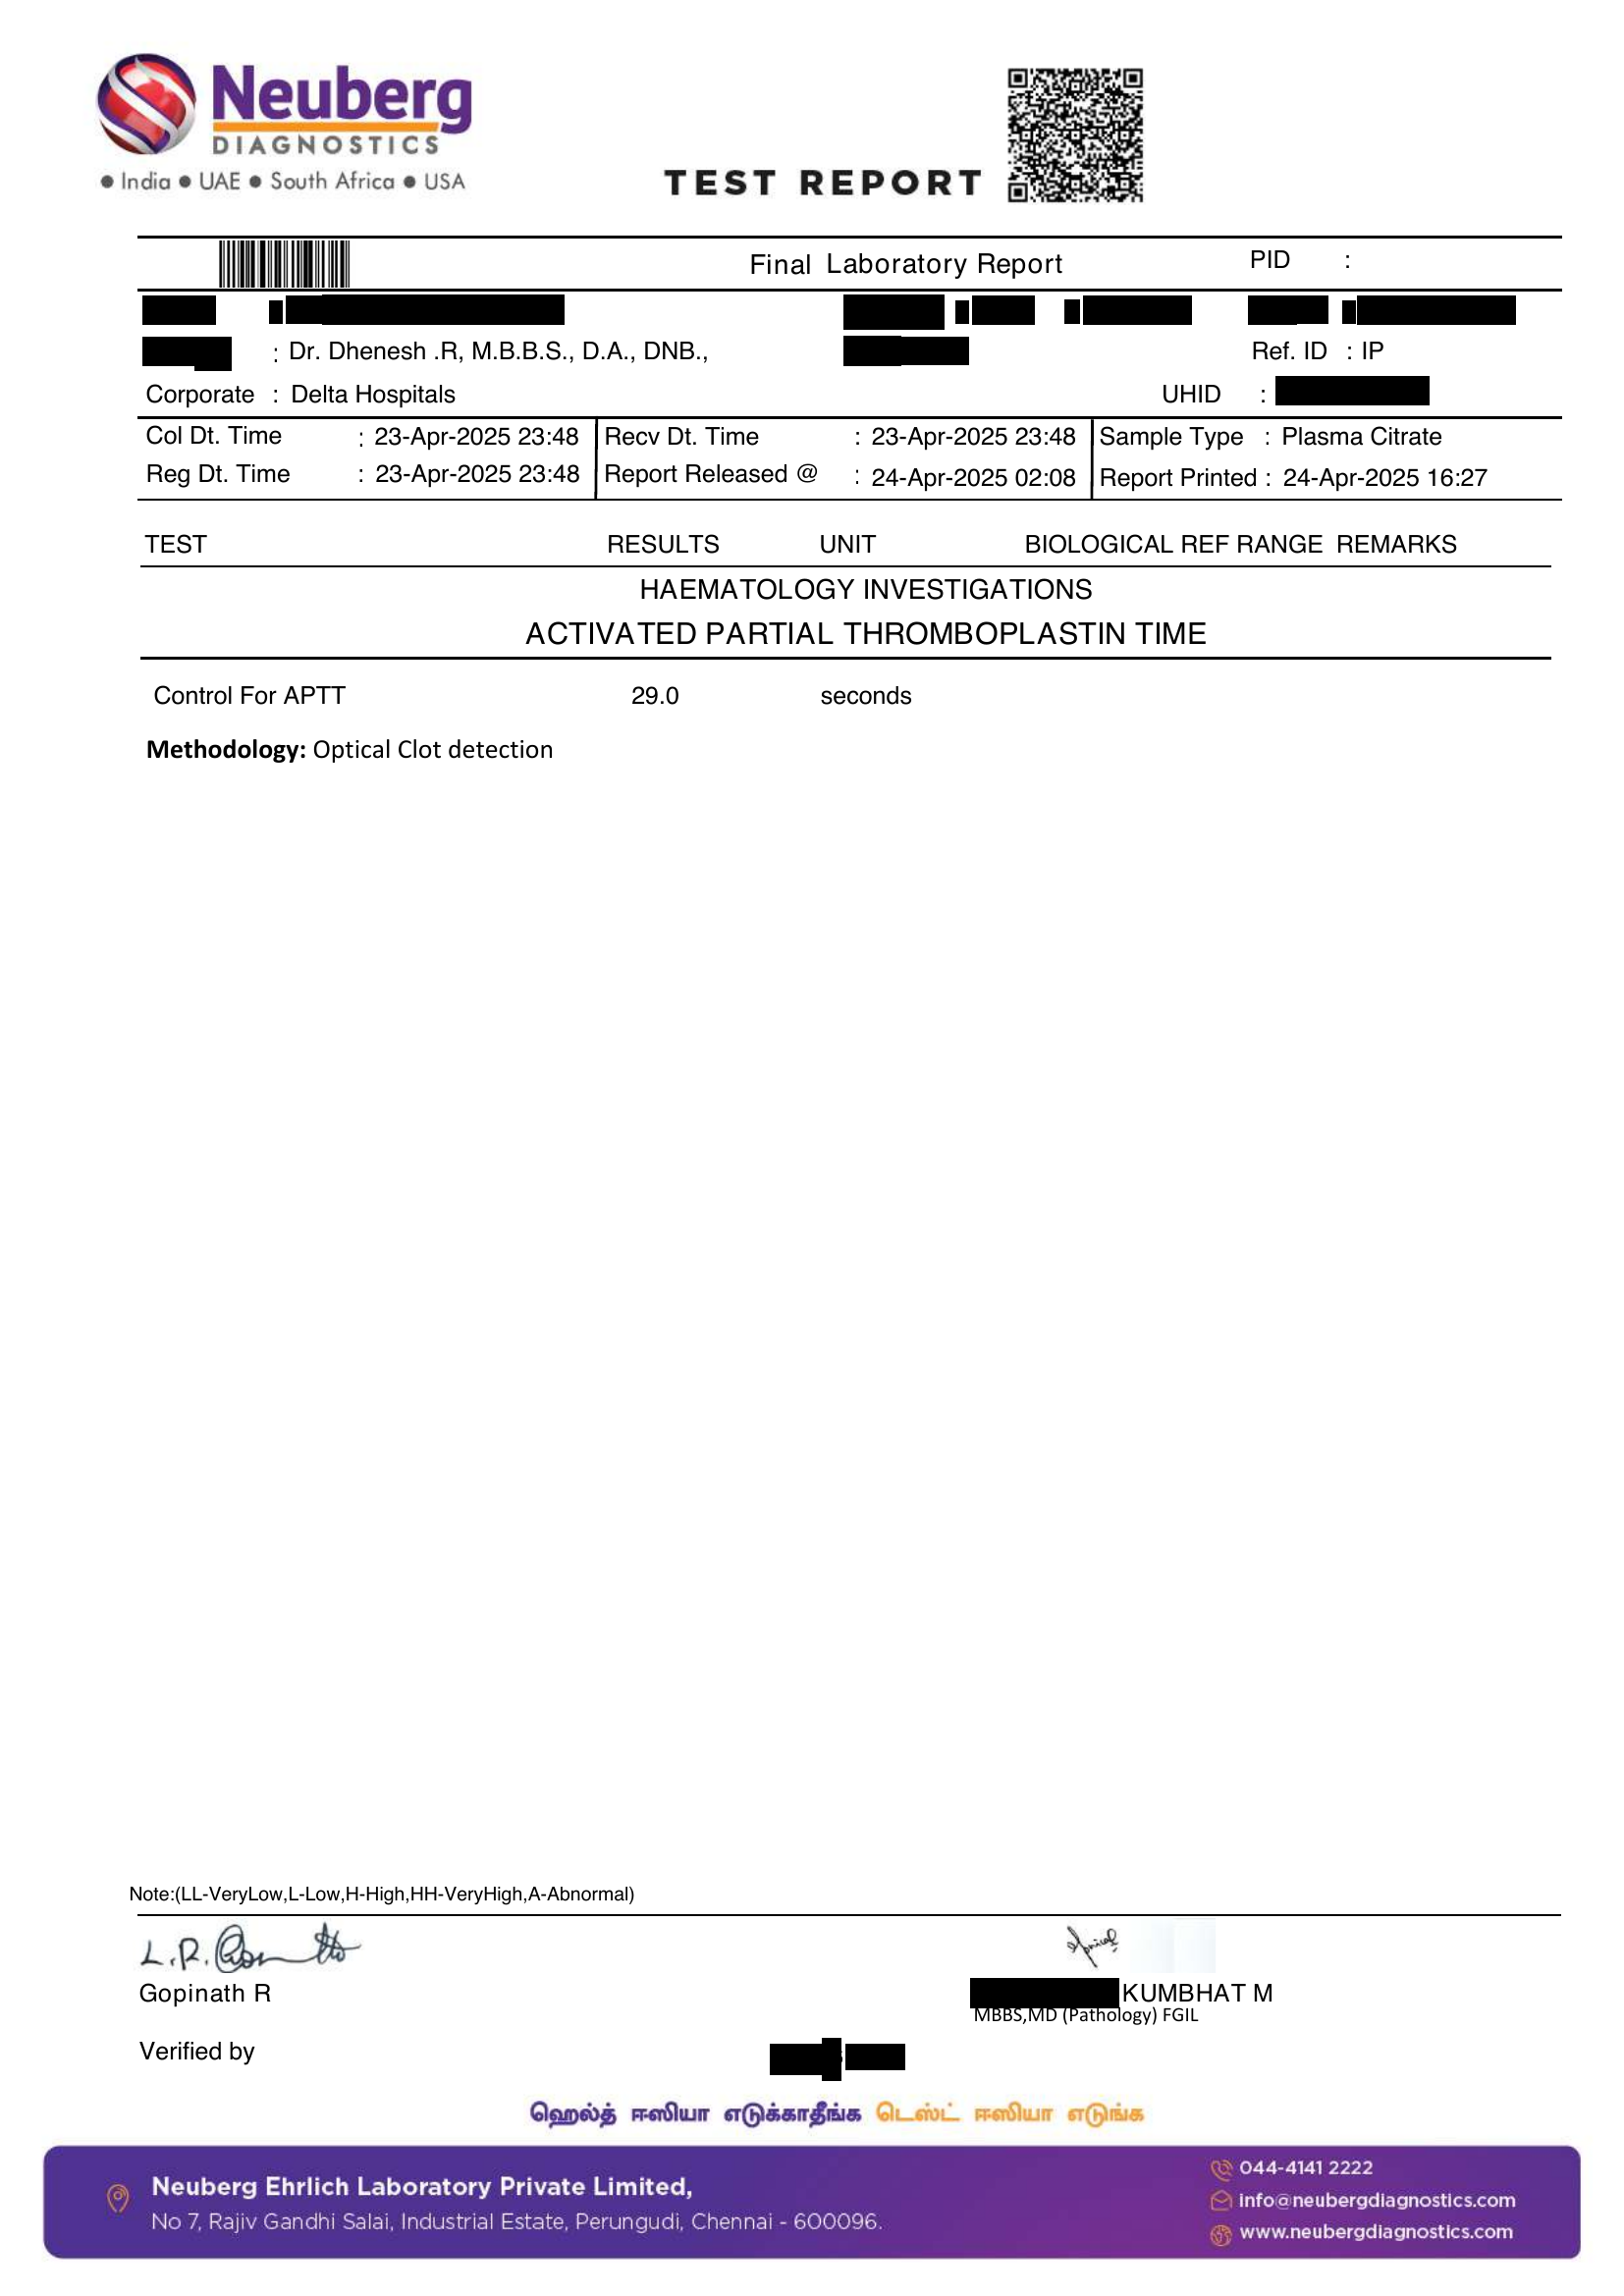 Neuberg
DIAGNOSTICS
● India ● UAE ● South Africa ● USA
TEST REPORT
Final Laboratory Report PID :
: Dr. Dhenesh .R, M.B.B.S., D.A., DNB., Ref. ID : IP
Corporate : Delta Hospitals UHID :
Col Dt. Time : 23-Apr-2025 23:48 Recv Dt. Time : 23-Apr-2025 23:48 Sample Type : Plasma Citrate
Reg Dt. Time : 23-Apr-2025 23:48 Report Released @ : 24-Apr-2025 02:08 Report Printed : 24-Apr-2025 16:27
TEST RESULTS UNIT BIOLOGICAL REF RANGE REMARKS
HAEMATOLOGY INVESTIGATIONS
ACTIVATED PARTIAL THROMBOPLASTIN TIME
Control For APTT 29.0 seconds
Methodology: Optical Clot detection
Note:(LL-VeryLow,L-Low,H-High,HH-VeryHigh,A-Abnormal)
Gopinath R KUMBHAT M
MBBS,MD (Pathology) FGIL
Verified by
ஹெல்த் ஈஸியா எடுக்காதீங்க டெஸ்ட் ஈஸியா எடுங்க
Neuberg Ehrlich Laboratory Private Limited,
No 7, Rajiv Gandhi Salai, Industrial Estate, Perungudi, Chennai - 600096.
044-4141 2222
info@neubergdiagnostics.com
www.neubergdiagnostics.com